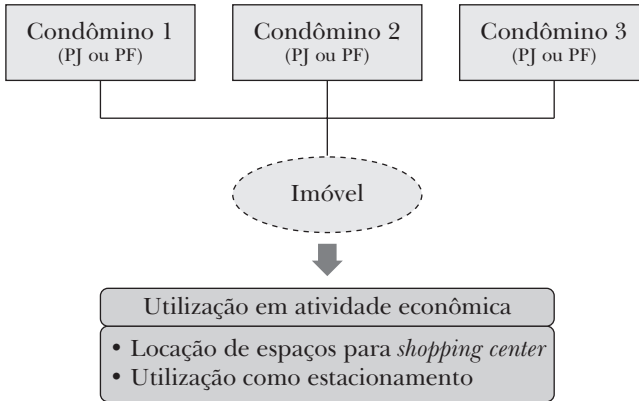 Condômino 1
(PJ ou PF)
Condômino 2
(PJ ou PF)
Condômino 3
(PJ ou PF)
Imóvel
Utilização em atividade econômica
• Locação de espaços para shopping center
• Utilização como estacionamento